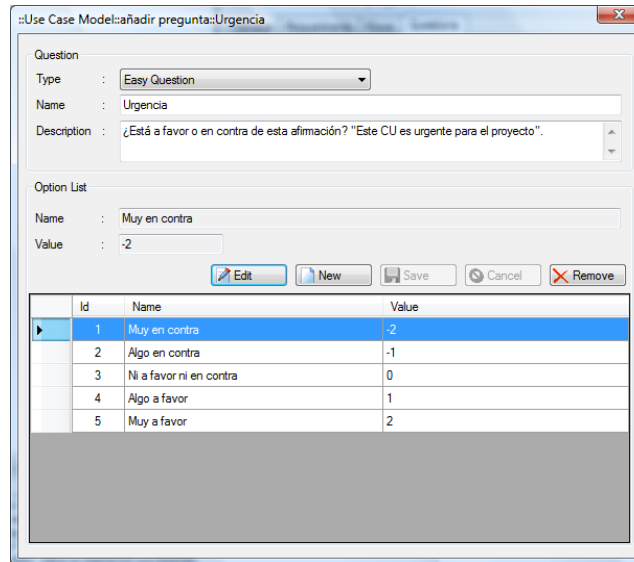 ::Use Case Model::añadir pregunta::Urgencia
Question
Type : Easy Question
Name : Urgencia
Description : ¿Está a favor o en contra de esta afimación? "Este CU es urgente para el proyecto".
Option List
Name : Muy en contra
Value : -2
Edit New Save Cancel Remove
Id Name Value
1 Muy en contra -2
2 Algo en contra -1
3 Ni a favor ni en contra 0
4 Algo a favor 1
5 Muy a favor 2